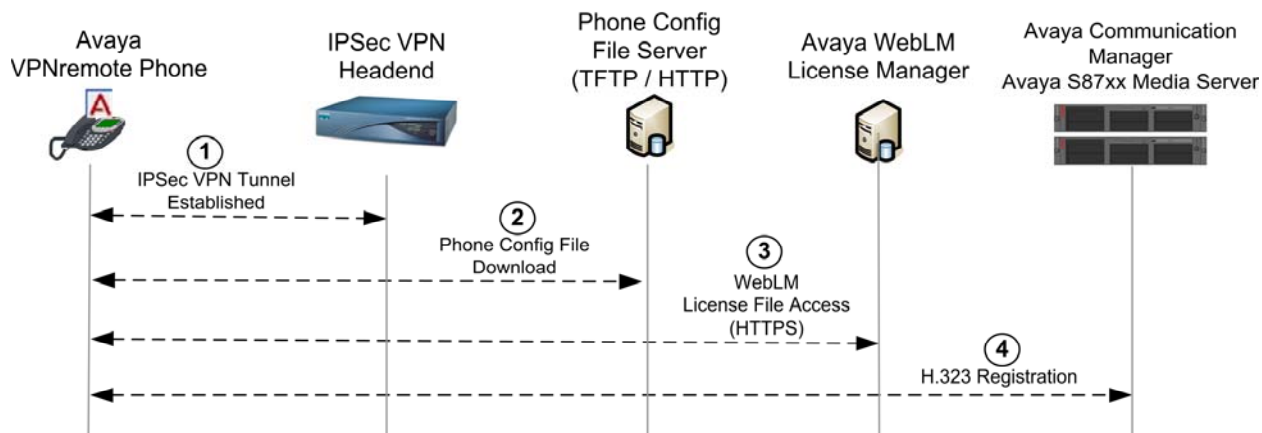 Avaya
VPNremote Phone
IPSec VPN
Headend
Phone Config
File Server
(TFTP / HTTP)
Avaya WebLM
License Manager
Avaya Communication
Manager
Avaya S87xx Media Server
A
1
IPSec VPN Tunnel
Established
2
Phone Config File
Download
3
WebLM
License File Access
(HTTPS)
4
H.323 Registration